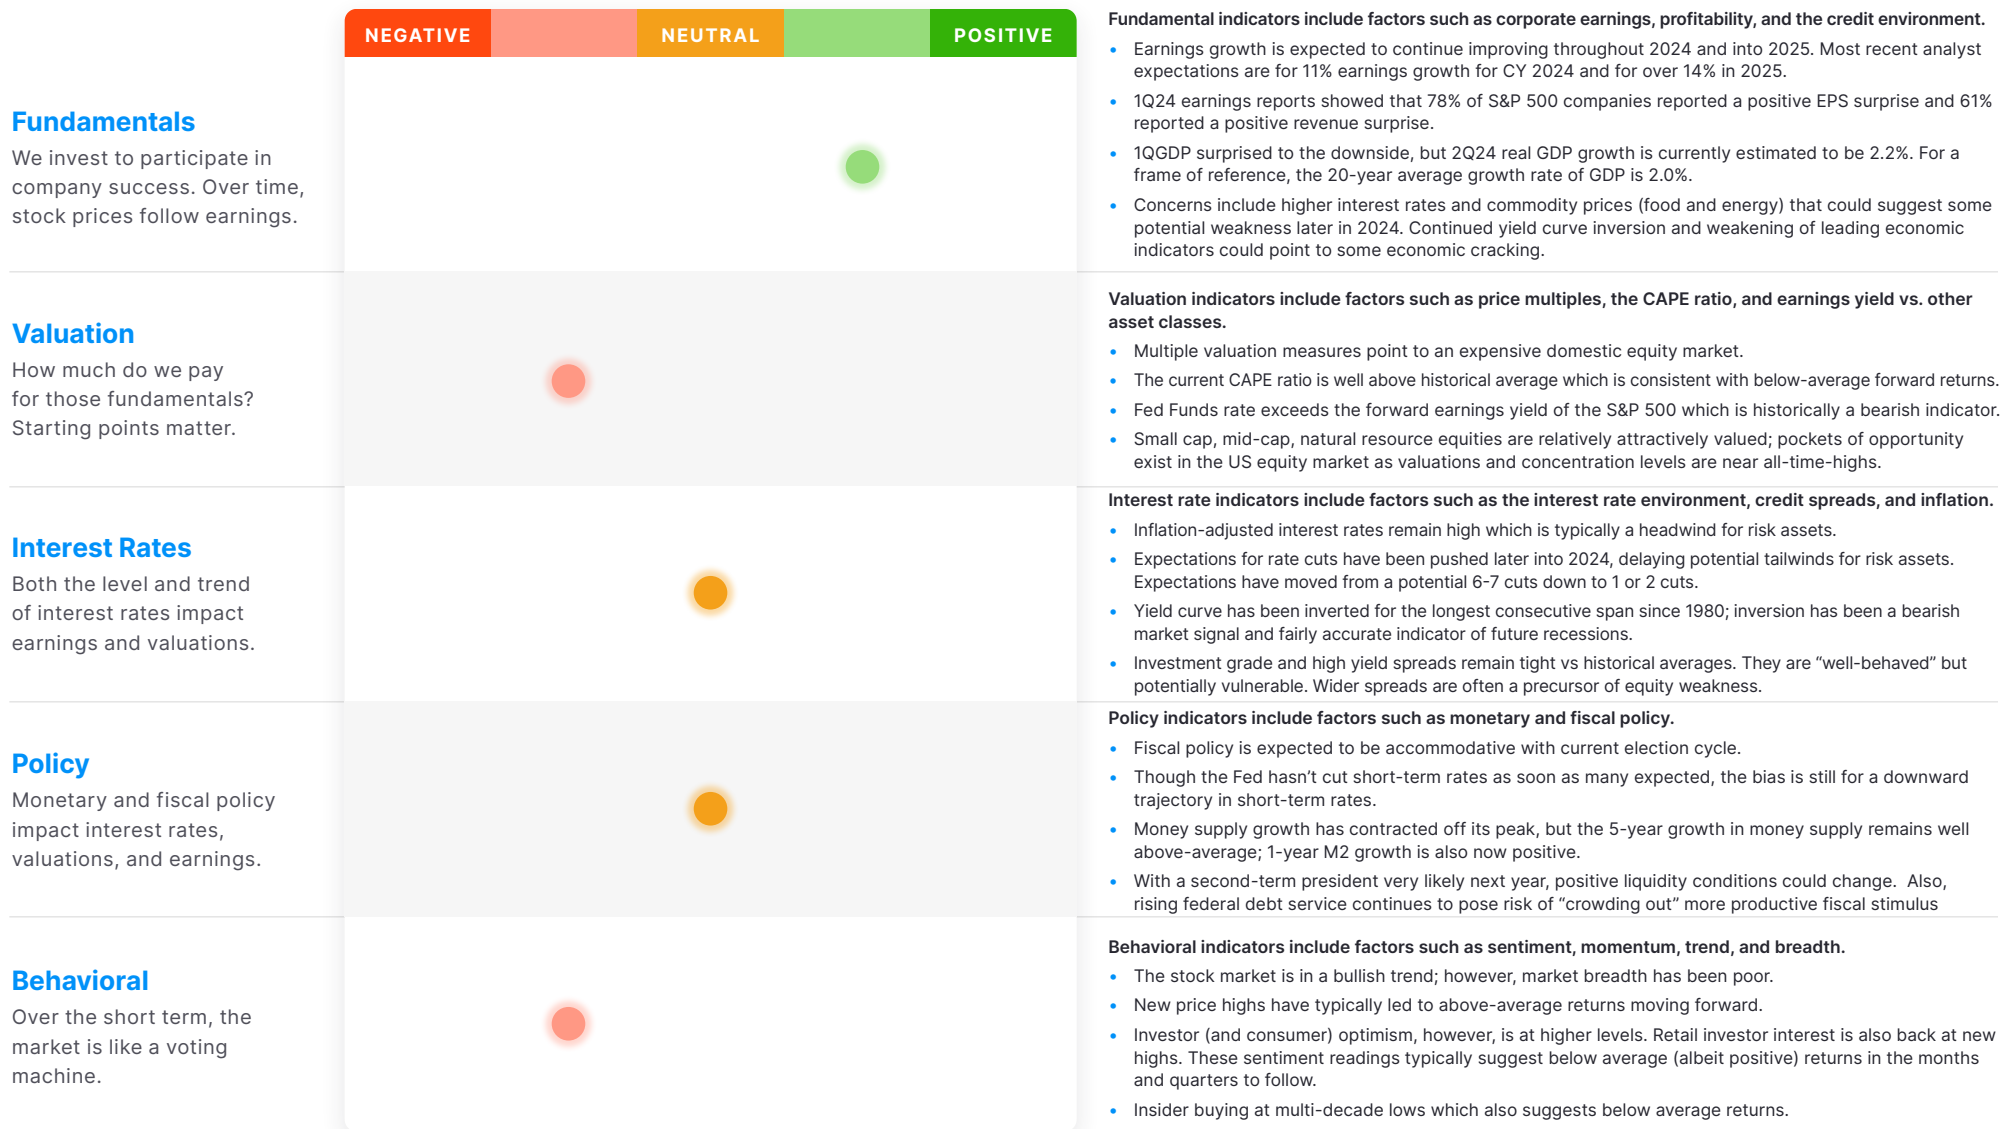 NEGATIVE NEUTRAL POSITIVE
Fundamentals
We invest to participate in
company success. Over time,
stock prices follow earnings.
Fundamental indicators include factors such as corporate earnings, profitability, and the credit environment.
• Earnings growth is expected to continue improving throughout 2024 and into 2025. Most recent analyst
expectations are for 11% earnings growth for CY 2024 and for over 14% in 2025.
• 1Q24 earnings reports showed that 78% of S&P 500 companies reported a positive EPS surprise and 61%
reported a positive revenue surprise.
• 1QGDP surprised to the downside, but 2Q24 real GDP growth is currently estimated to be 2.2%. For a
frame of reference, the 20-year average growth rate of GDP is 2.0%.
• Concerns include higher interest rates and commodity prices (food and energy) that could suggest some
potential weakness later in 2024. Continued yield curve inversion and weakening of leading economic
indicators could point to some economic cracking.
Valuation
How much do we pay
for those fundamentals?
Starting points matter.
Valuation indicators include factors such as price multiples, the CAPE ratio, and earnings yield vs. other
asset classes.
• Multiple valuation measures point to an expensive domestic equity market.
• The current CAPE ratio is well above historical average which is consistent with below-average forward returns.
• Fed Funds rate exceeds the forward earnings yield of the S&P 500 which is historically a bearish indicator.
• Small cap, mid-cap, natural resource equities are relatively attractively valued; pockets of opportunity
exist in the US equity market as valuations and concentration levels are near all-time-highs.
Interest Rates
Both the level and trend
of interest rates impact
earnings and valuations.
Interest rate indicators include factors such as the interest rate environment, credit spreads, and inflation.
• Inflation-adjusted interest rates remain high which is typically a headwind for risk assets.
• Expectations for rate cuts have been pushed later into 2024, delaying potential tailwinds for risk assets.
Expectations have moved from a potential 6-7 cuts down to 1 or 2 cuts.
• Yield curve has been inverted for the longest consecutive span since 1980; inversion has been a bearish
market signal and fairly accurate indicator of future recessions.
• Investment grade and high yield spreads remain tight vs historical averages. They are “well-behaved” but
potentially vulnerable. Wider spreads are often a precursor of equity weakness.
Policy
Monetary and fiscal policy
impact interest rates,
valuations, and earnings.
Policy indicators include factors such as monetary and fiscal policy.
• Fiscal policy is expected to be accommodative with current election cycle.
• Though the Fed hasn’t cut short-term rates as soon as many expected, the bias is still for a downward
trajectory in short-term rates.
• Money supply growth has contracted off its peak, but the 5-year growth in money supply remains well
above-average; 1-year M2 growth is also now positive.
• With a second-term president very likely next year, positive liquidity conditions could change. Also,
rising federal debt service continues to pose risk of “crowding out” more productive fiscal stimulus
Behavioral
Over the short term, the
market is like a voting
machine.
Behavioral indicators include factors such as sentiment, momentum, trend, and breadth.
• The stock market is in a bullish trend; however, market breadth has been poor.
• New price highs have typically led to above-average returns moving forward.
• Investor (and consumer) optimism, however, is at higher levels. Retail investor interest is also back at new
highs. These sentiment readings typically suggest below average (albeit positive) returns in the months
and quarters to follow.
• Insider buying at multi-decade lows which also suggests below average returns.